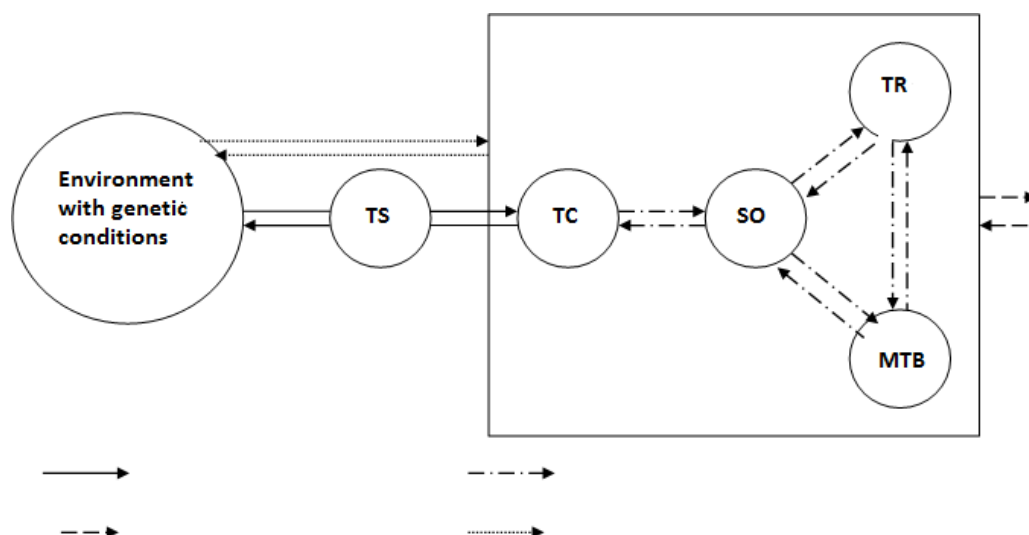 TR
Environment
with genetic
conditions
TS
TC
SO
MTB